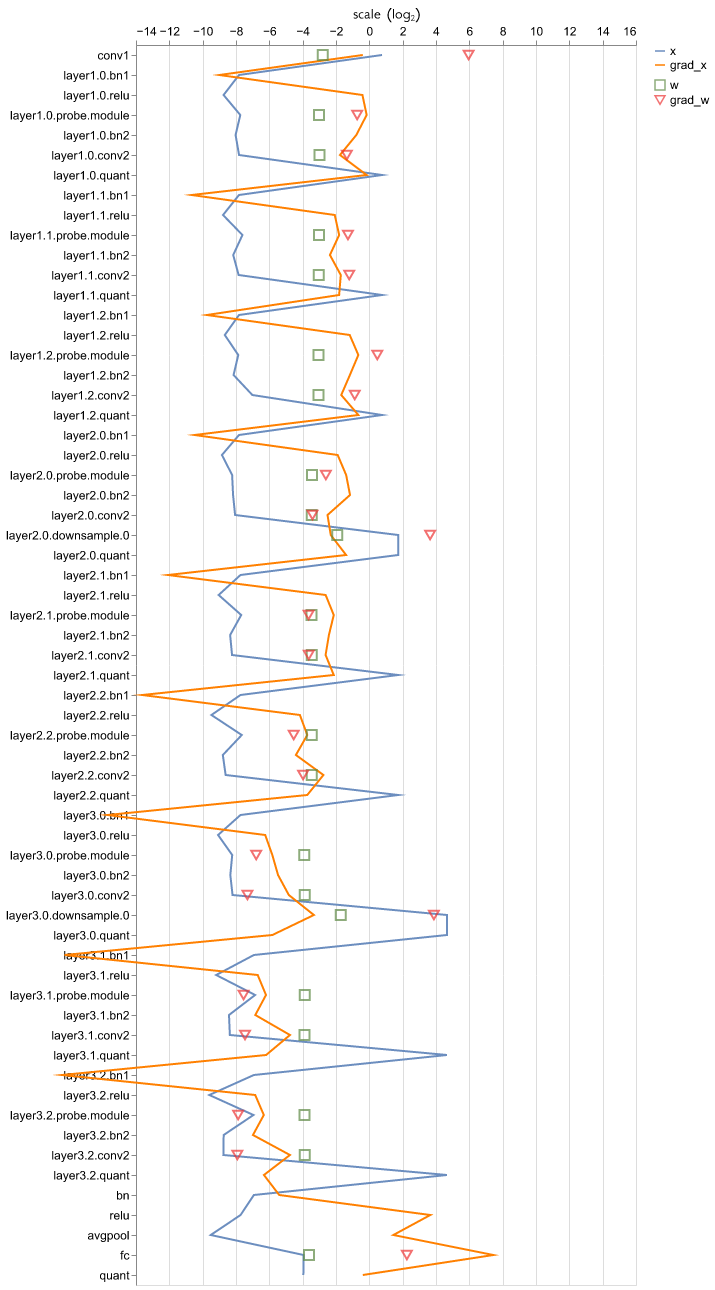 scale (log₂)
−14 −12 −10 −8 −6 −4 −2 0 2 4 6 8 10 12 14 16
x
grad_x
w
grad_w
conv1
layer1.0.bn1
layer1.0.relu
layer1.0.probe.module
layer1.0.bn2
layer1.0.conv2
layer1.0.quant
layer1.1.bn1
layer1.1.relu
layer1.1.probe.module
layer1.1.bn2
layer1.1.conv2
layer1.1.quant
layer1.2.bn1
layer1.2.relu
layer1.2.probe.module
layer1.2.bn2
layer1.2.conv2
layer1.2.quant
layer2.0.bn1
layer2.0.relu
layer2.0.probe.module
layer2.0.bn2
layer2.0.conv2
layer2.0.downsample.0
layer2.0.quant
layer2.1.bn1
layer2.1.relu
layer2.1.probe.module
layer2.1.bn2
layer2.1.conv2
layer2.1.quant
layer2.2.bn1
layer2.2.relu
layer2.2.probe.module
layer2.2.bn2
layer2.2.conv2
layer2.2.quant
layer3.0.bn1
layer3.0.relu
layer3.0.probe.module
layer3.0.bn2
layer3.0.conv2
layer3.0.downsample.0
layer3.0.quant
layer3.1.bn1
layer3.1.relu
layer3.1.probe.module
layer3.1.bn2
layer3.1.conv2
layer3.1.quant
layer3.2.bn1
layer3.2.relu
layer3.2.probe.module
layer3.2.bn2
layer3.2.conv2
layer3.2.quant
bn
relu
avgpool
fc
quant